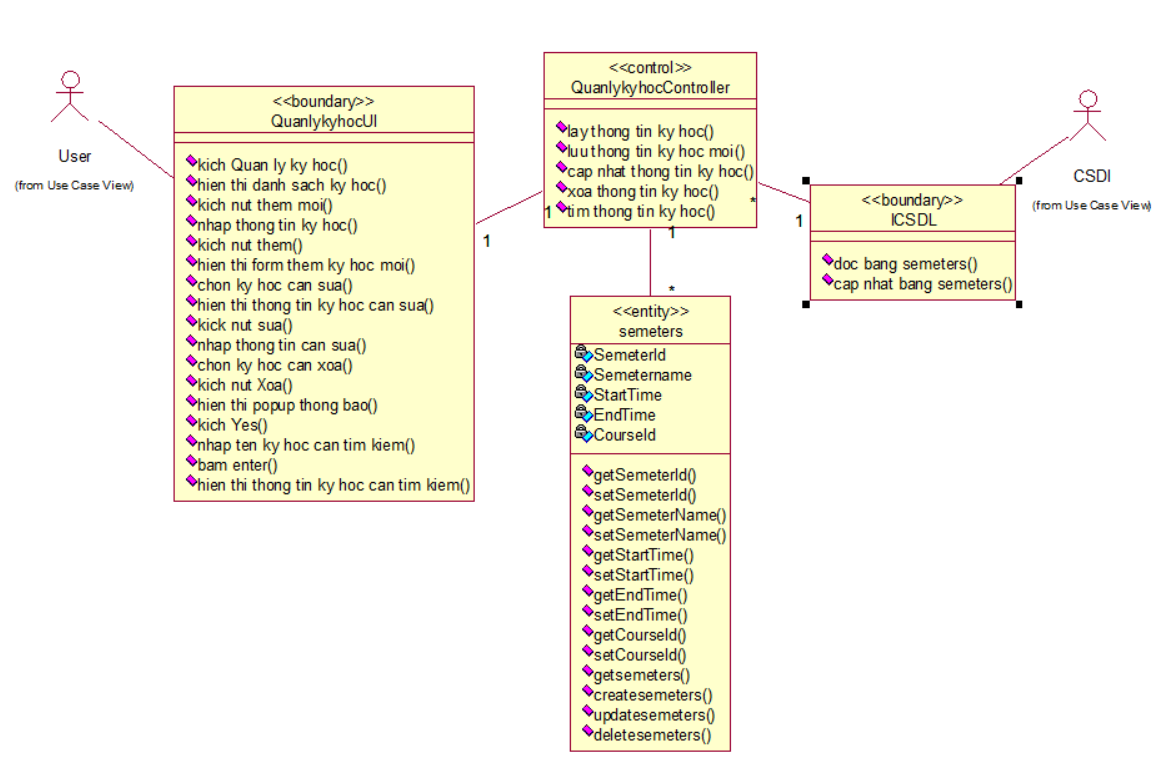 User
(from Use Case View)
<<boundary>>
QuanlykyhocUI
kich Quan ly ky hoc()
hien thi danh sach ky hoc()
kich nut them moi()
nhap thong tin ky hoc()
kich nut them()
hien thi form them ky hoc moi()
chon ky hoc can sua()
hien thi thong tin ky hoc can sua()
kick nut sua()
nhap thong tin can sua()
chon ky hoc can xoa()
kich nut Xoa()
hien thi popup thong bao()
kich Yes()
nhap ten ky hoc can tim kiem()
bam enter()
hien thi thong tin ky hoc can tim kiem()
1
<<control>>
QuanlykyhocController
lay thong tin ky hoc()
luu thong tin ky hoc moi()
cap nhat thong tin ky hoc()
xoa thong tin ky hoc()
tim thong tin ky hoc()
1
*
1
*
<<entity>>
semeters
SemeterId
Semetername
StartTime
EndTime
CourseId
getSemeterId()
setSemeterId()
getSemeterName()
setSemeterName()
getStartTime()
setStartTime()
getEndTime()
setEndTime()
getCourseId()
setCourseId()
getsemeters()
createsemeters()
updatesemeters()
deletesemeters()
1
<<boundary>>
ICSDL
doc bang semeters()
cap nhat bang semeters()
CSDl
(from Use Case View)